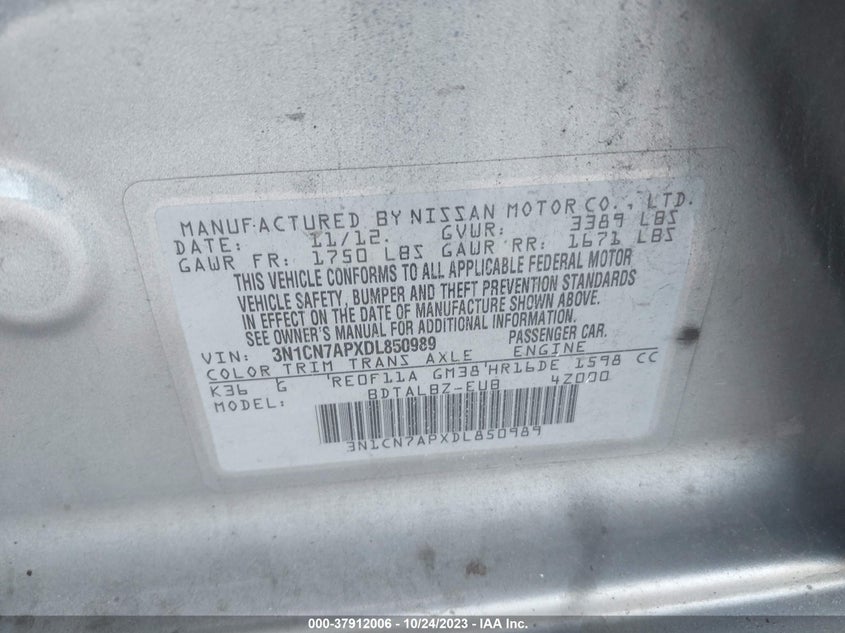 MANUFACTURED BY NISSAN MOTOR CO., LTD.
DATE: 11/12. GVWR: 3389 LBS
GAWR FR: 1750 LBS GAWR RR: 1671 LBS
THIS VEHICLE CONFORMS TO ALL APPLICABLE FEDERAL MOTOR
VEHICLE SAFETY, BUMPER AND THEFT PREVENTION STANDARDS
IN EFFECT ON THE DATE OF MANUFACTURE SHOWN ABOVE.
SEE OWNER'S MANUAL FOR ADDITIONAL INFORMATION.
VIN: 3N1CN7APXDL850989 PASSENGER CAR.
COLOR TRIM TRANS AXLE ENGINE
K36 G RE0F11A GM38 HR16DE 1598 CC
MODEL: BDTALBZ-EUB 4Z000
3N1CN7APXDL850989
000-37912006 - 10/24/2023 - IAA Inc.